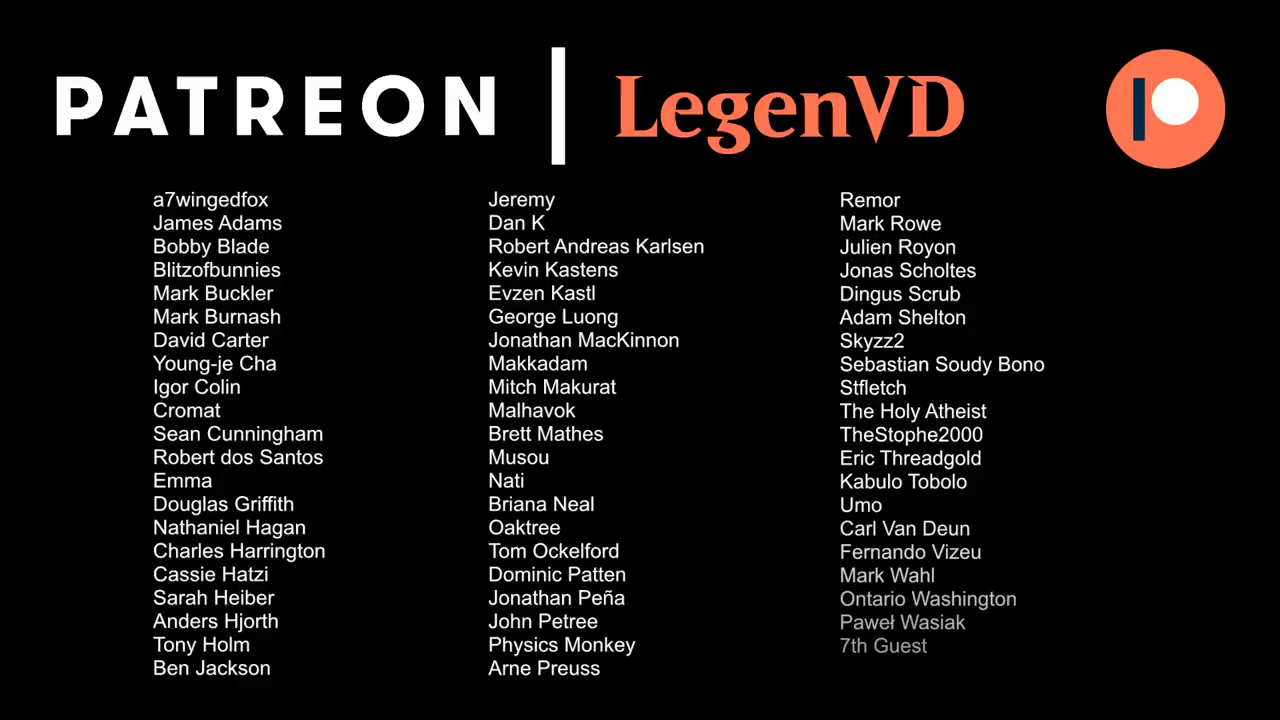 PATREON | LegenVD
a7wingedfox
James Adams
Bobby Blade
Blitzofbunnies
Mark Buckler
Mark Burnash
David Carter
Young-je Cha
Igor Colin
Cromat
Sean Cunningham
Robert dos Santos
Emma
Douglas Griffith
Nathaniel Hagan
Charles Harrington
Cassie Hatzi
Sarah Heiber
Anders Hjorth
Tony Holm
Ben Jackson
Jeremy
Dan K
Robert Andreas Karlsen
Kevin Kastens
Evzen Kastl
George Luong
Jonathan MacKinnon
Makkadam
Mitch Makurat
Malhavok
Brett Mathes
Musou
Nati
Briana Neal
Oaktree
Tom Ockelford
Dominic Patten
Jonathan Peña
John Petree
Physics Monkey
Arne Preuss
Remor
Mark Rowe
Julien Royon
Jonas Scholtes
Dingus Scrub
Adam Shelton
Skyzz2
Sebastian Soudy Bono
Stfletch
The Holy Atheist
TheStophe2000
Eric Threadgold
Kabulo Tobolo
Umo
Carl Van Deun
Fernando Vizeu
Mark Wahl
Ontario Washington
Paweł Wasiak
7th Guest